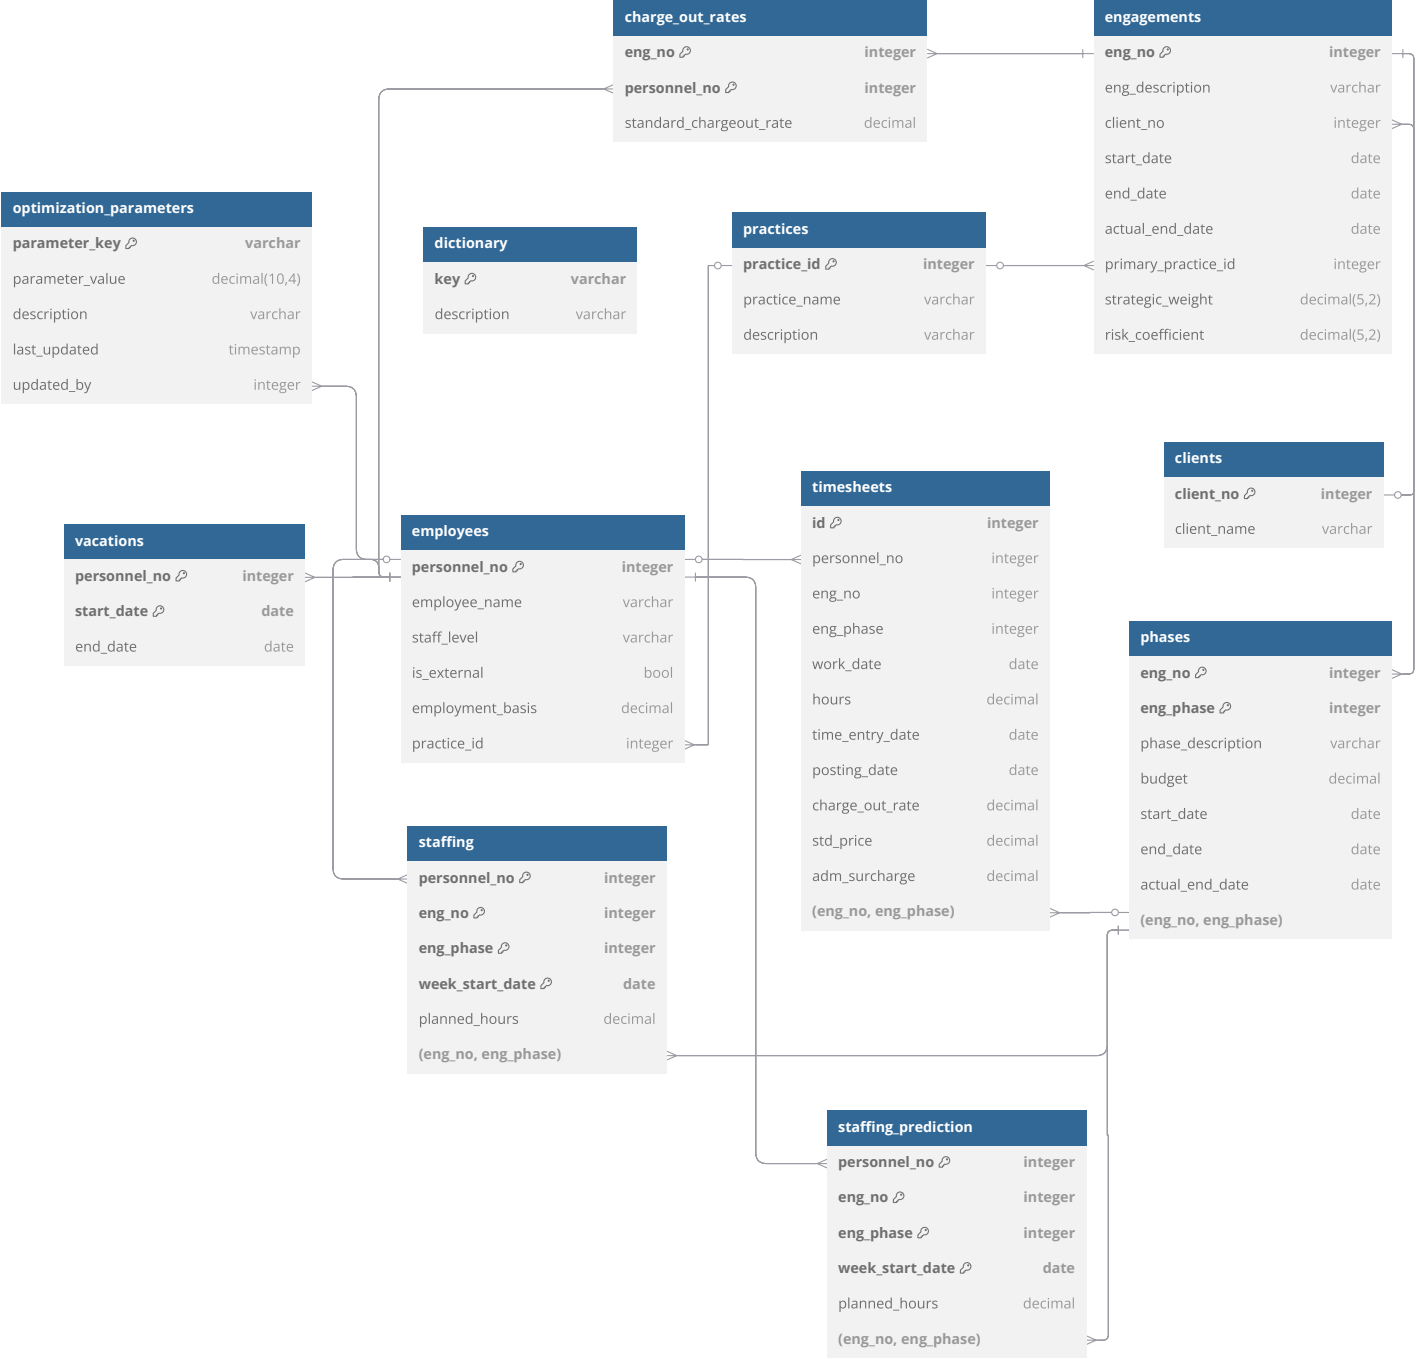 charge_out_rates
eng_no integer
personnel_no integer
standard_chargeout_rate decimal
engagements
eng_no integer
eng_description varchar
client_no integer
start_date date
end_date date
actual_end_date date
primary_practice_id integer
strategic_weight decimal(5,2)
risk_coefficient decimal(5,2)
optimization_parameters
parameter_key varchar
parameter_value decimal(10,4)
description varchar
last_updated timestamp
updated_by integer
dictionary
key varchar
description varchar
practices
practice_id integer
practice_name varchar
description varchar
clients
client_no integer
client_name varchar
vacations
personnel_no integer
start_date date
end_date date
employees
personnel_no integer
employee_name varchar
staff_level varchar
is_external bool
employment_basis decimal
practice_id integer
timesheets
id integer
personnel_no integer
eng_no integer
eng_phase integer
work_date date
hours decimal
time_entry_date date
posting_date date
charge_out_rate decimal
std_price decimal
adm_surcharge decimal
(eng_no, eng_phase)
phases
eng_no integer
eng_phase integer
phase_description varchar
budget decimal
start_date date
end_date date
actual_end_date date
(eng_no, eng_phase)
staffing
personnel_no integer
eng_no integer
eng_phase integer
week_start_date date
planned_hours decimal
(eng_no, eng_phase)
staffing_prediction
personnel_no integer
eng_no integer
eng_phase integer
week_start_date date
planned_hours decimal
(eng_no, eng_phase)